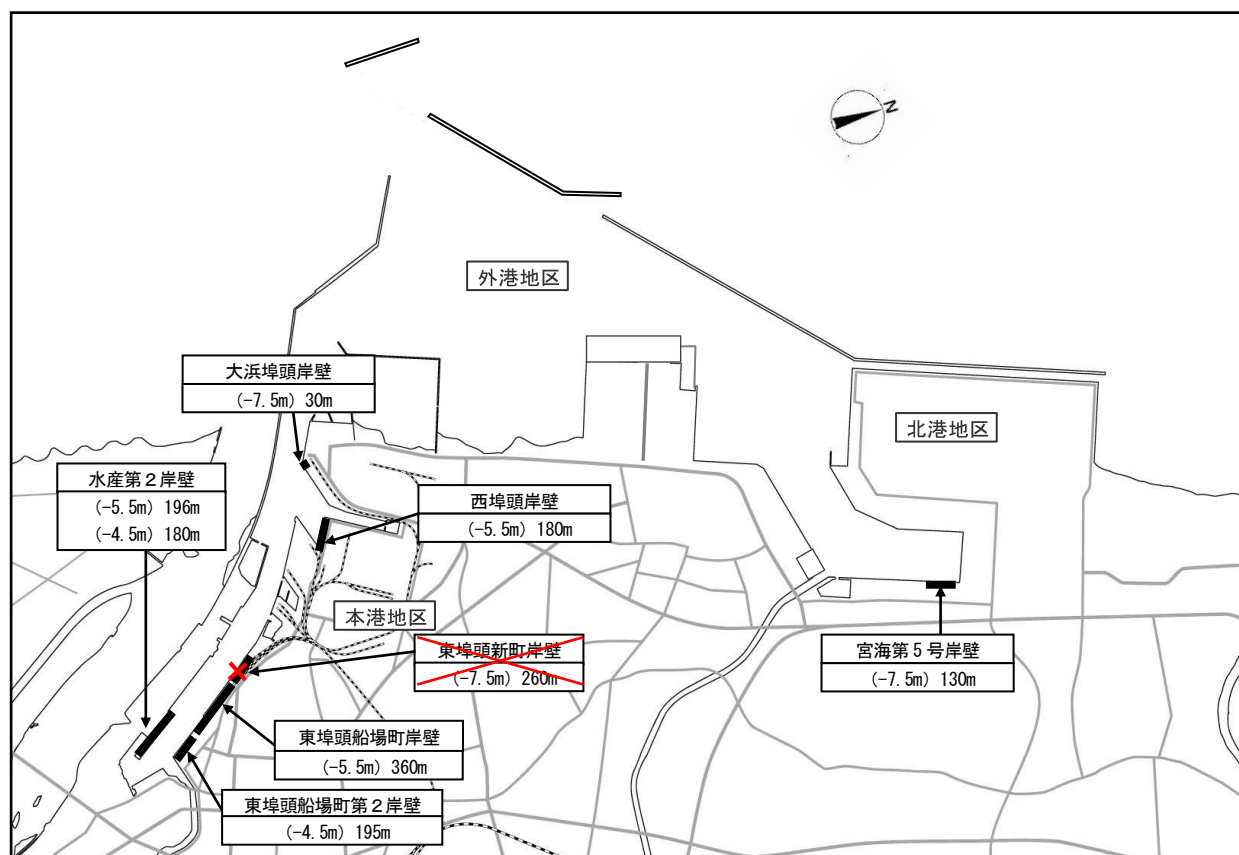 N
外港地区
大浜埠頭岸壁
(-7.5m) 30m
北港地区
水産第2岸壁
(-5.5m) 196m
(-4.5m) 180m
西埠頭岸壁
(-5.5m) 180m
本港地区
東埠頭新町岸壁
(-7.5m) 260m
宮海第5号岸壁
(-7.5m) 130m
東埠頭船場町岸壁
(-5.5m) 360m
東埠頭船場町第2岸壁
(-4.5m) 195m